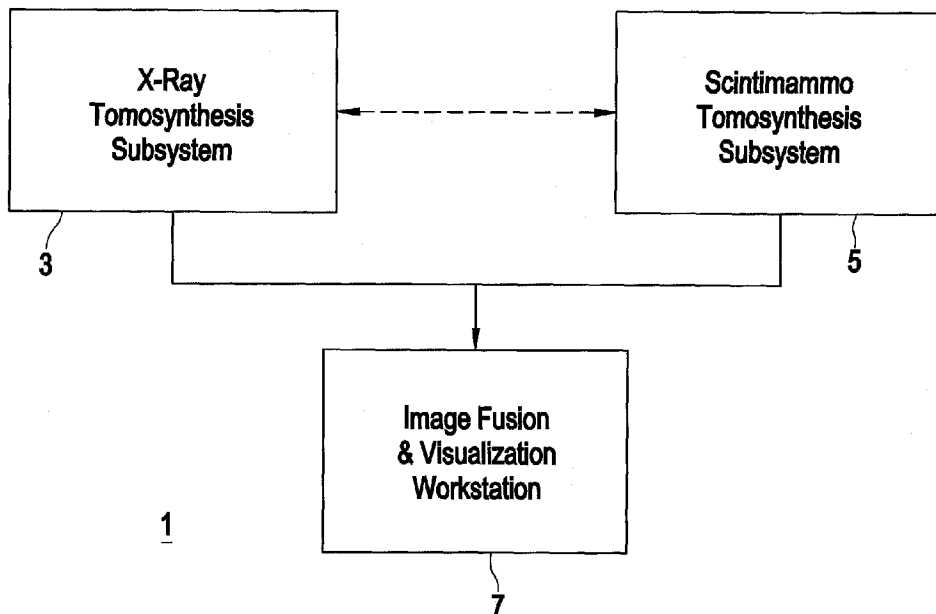 X-Ray
Tomosynthesis
Subsystem
Scintimammo
Tomosynthesis
Subsystem
3
5
Image Fusion
& Visualization
Workstation
1
7